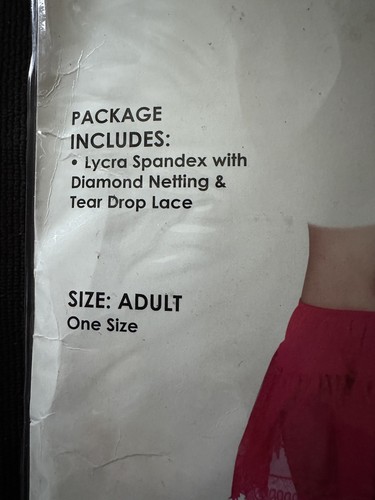 PACKAGE
INCLUDES:
• Lycra Spandex with
Diamond Netting &
Tear Drop Lace
SIZE: ADULT
One Size